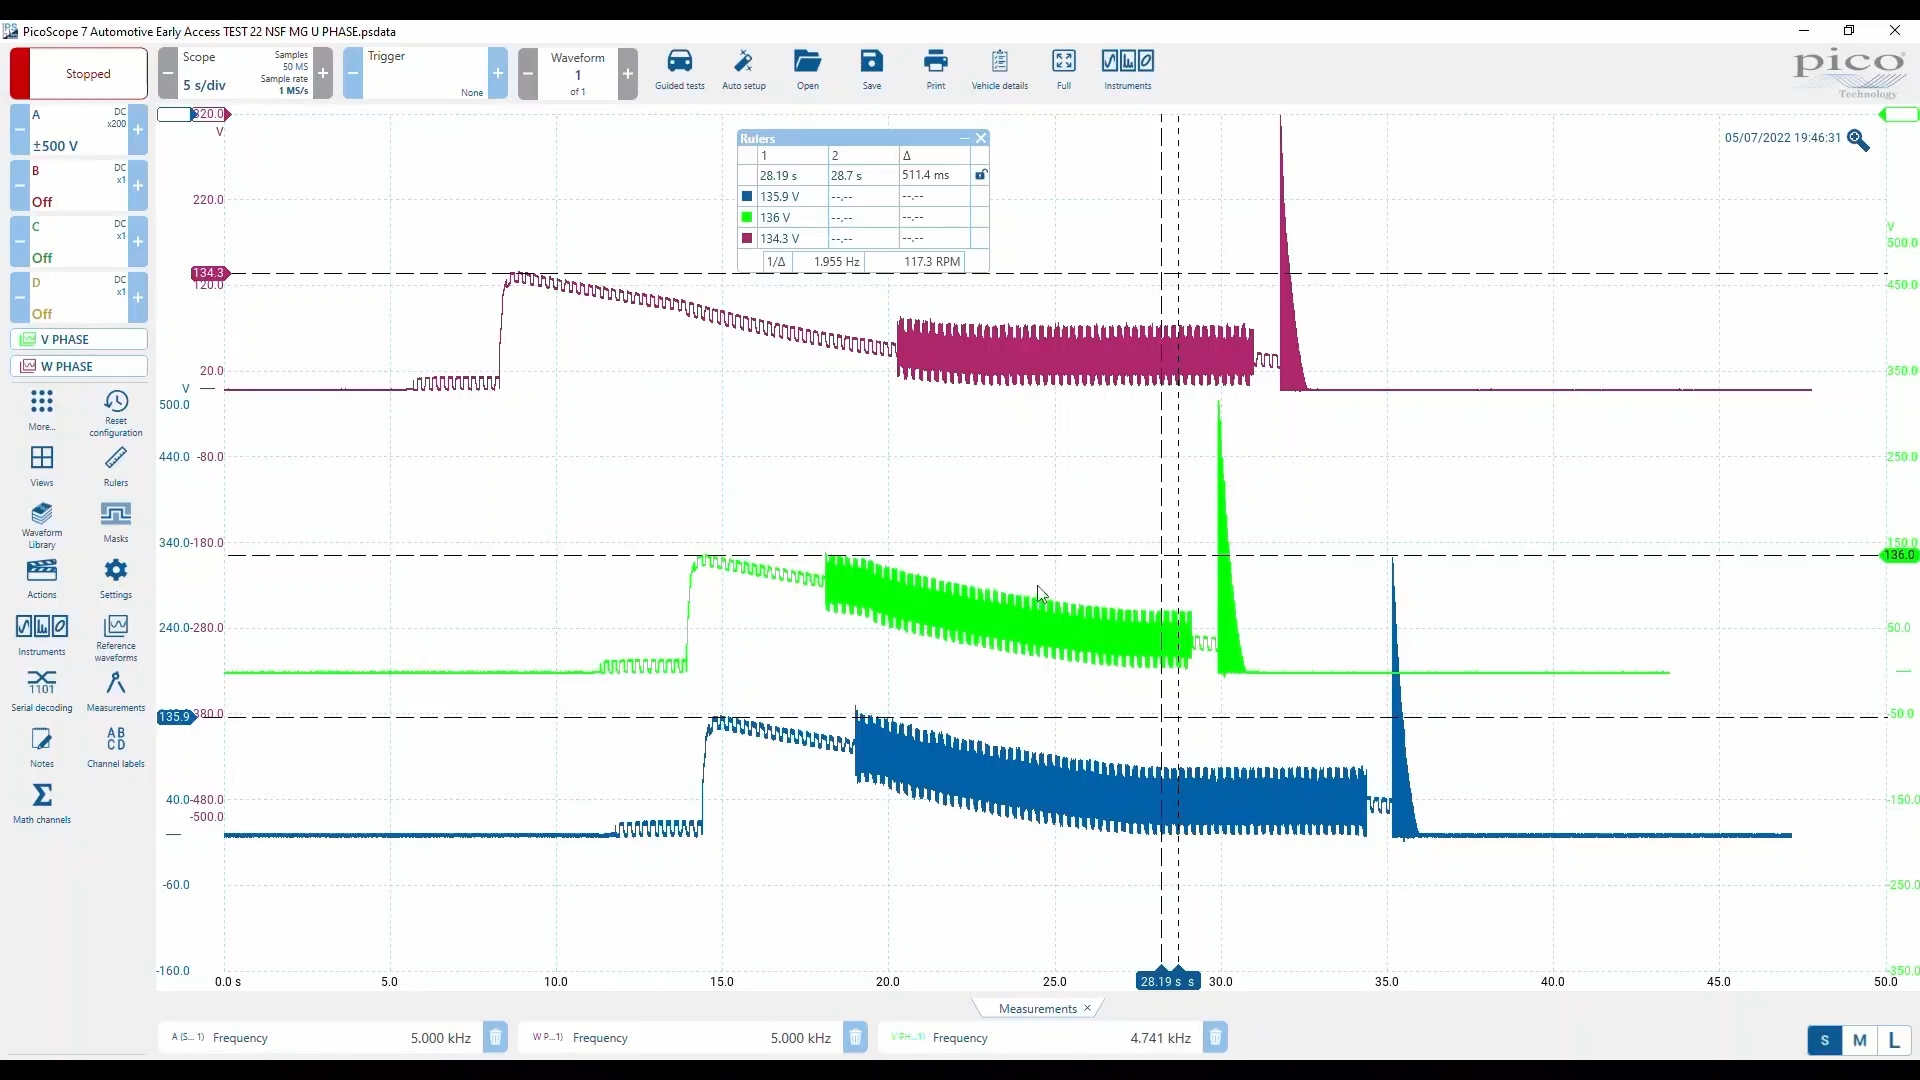 PicoScope 7 Automotive Early Access TEST 22 NSF MG U PHASE.psdata
Stopped
Scope
5 s/div
Samples
50 MS
Sample rate
1 MS/s
Trigger
None
Waveform
1
of 1
Guided tests
Auto setup
Open
Save
Print
Vehicle details
Full
Instruments
pico
Technology
A
DC
x200
±500 V
B
DC
x1
Off
C
DC
x1
Off
D
DC
x1
Off
V PHASE
W PHASE
More...
Reset
configuration
Views
Rulers
Waveform
Library
Masks
Actions
Settings
Instruments
Reference
waveforms
1101
Serial decoding
Measurements
Notes
AB
CD
Channel labels
Σ
Math channels
05/07/2022 19:46:31
Rulers
1 2 Δ
28.19 s 28.7 s 511.4 ms
135.9 V --.-- --.--
136 V --.-- --.--
134.3 V --.-- --.--
1/Δ 1.955 Hz 117.3 RPM
320.0
V
220.0
134.3
120.0
20.0
V
500.0
440.0 -80.0
340.0 -180.0
240.0 -280.0
135.9 -380.0
40.0 -480.0
-500.0
-60.0
-160.0
V
500.0
450.0
350.0
250.0
150.0
136.0
50.0
-50.0
-150.0
-250.0
-350.0
0.0 s 5.0 10.0 15.0 20.0 25.0 28.19 s s 30.0 35.0 40.0 45.0 50.0
Measurements
A (S... 1) Frequency 5.000 kHz
W P...1) Frequency 5.000 kHz
V PH...1) Frequency 4.741 kHz
S M L